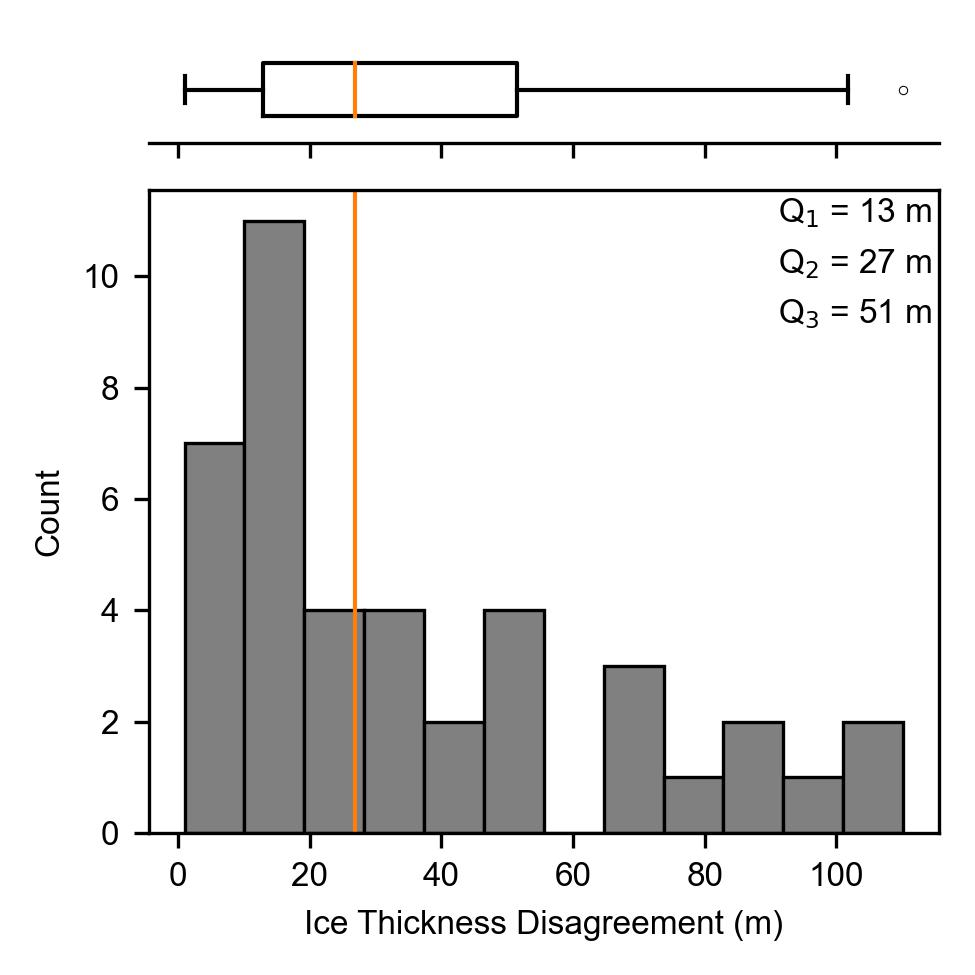 Q₁ = 13 m
Q₂ = 27 m
Q₃ = 51 m
10
8
6
4
2
0
Count
0 20 40 60 80 100
Ice Thickness Disagreement (m)